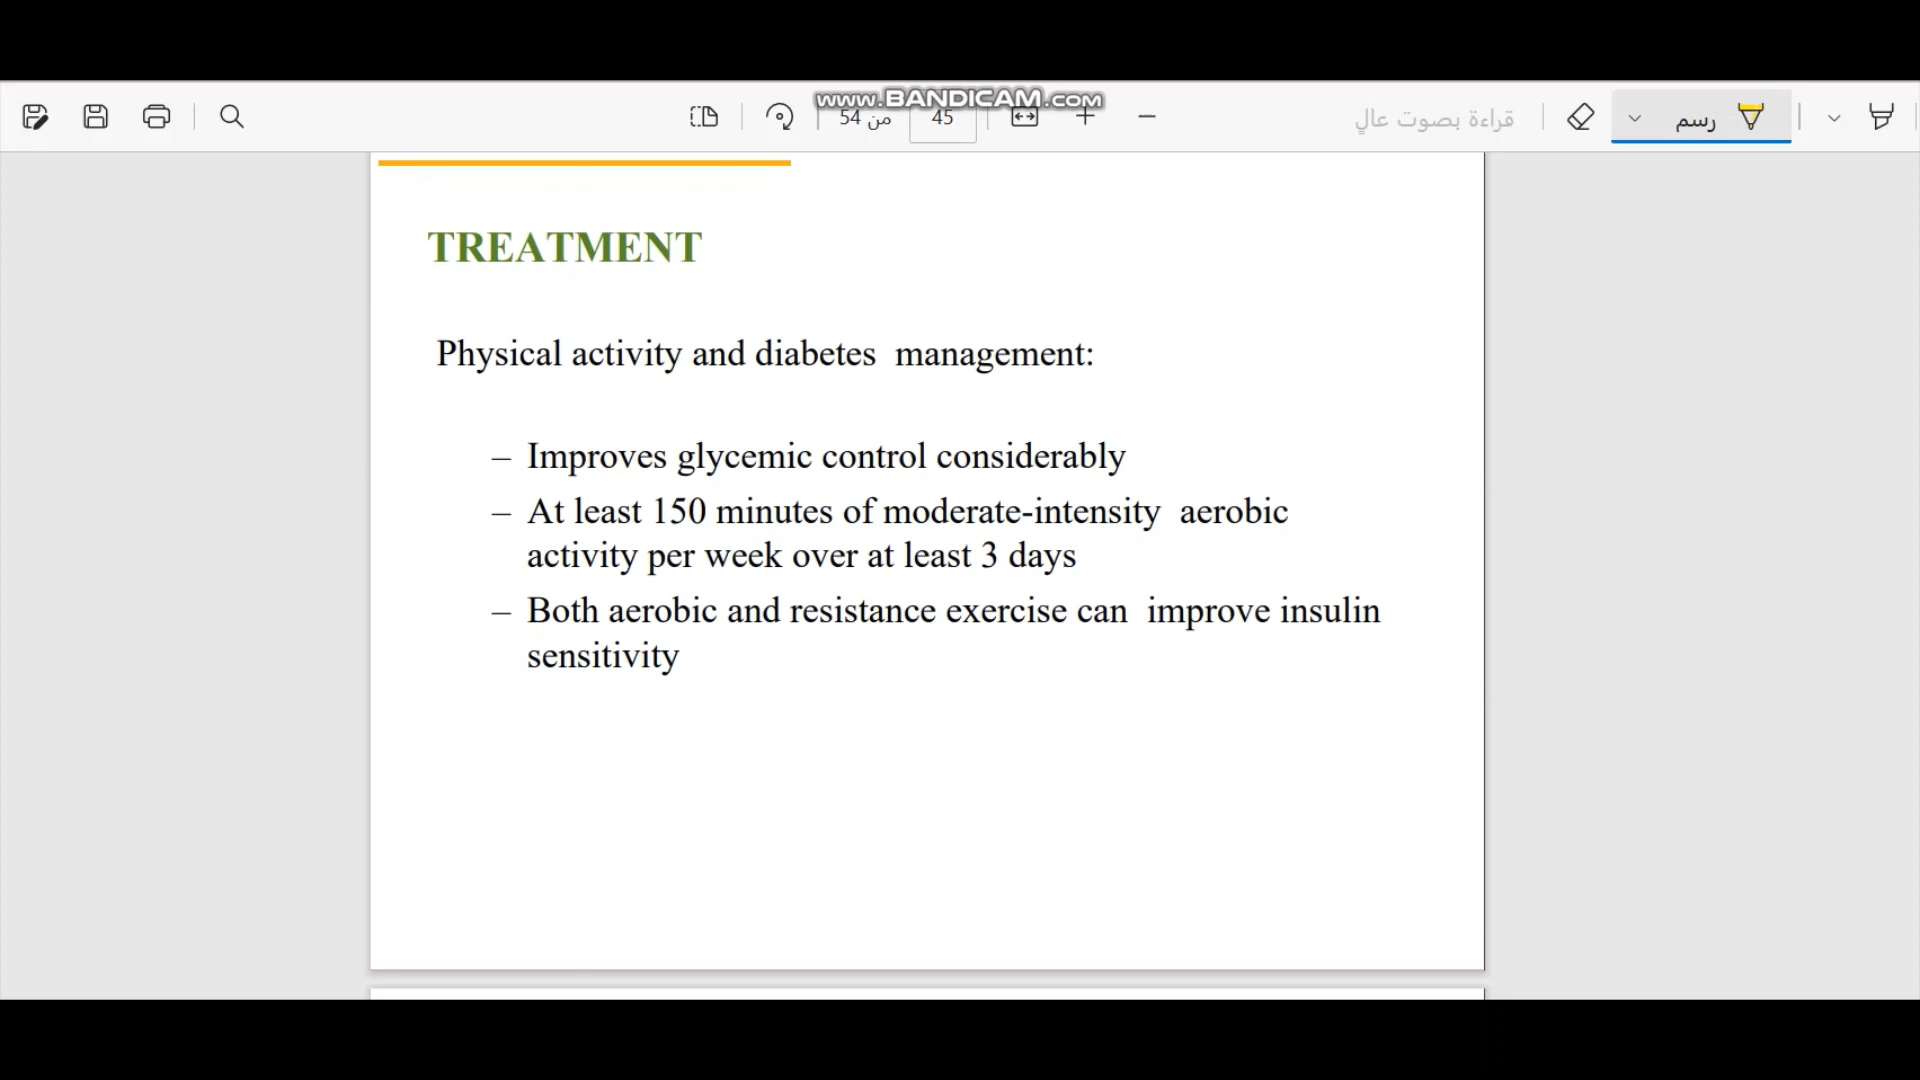 www.BANDICAM.com
من 54
45
قراءة بصوت عالٍ
رسم
TREATMENT
Physical activity and diabetes management:
– Improves glycemic control considerably
– At least 150 minutes of moderate-intensity aerobic
activity per week over at least 3 days
– Both aerobic and resistance exercise can improve insulin
sensitivity